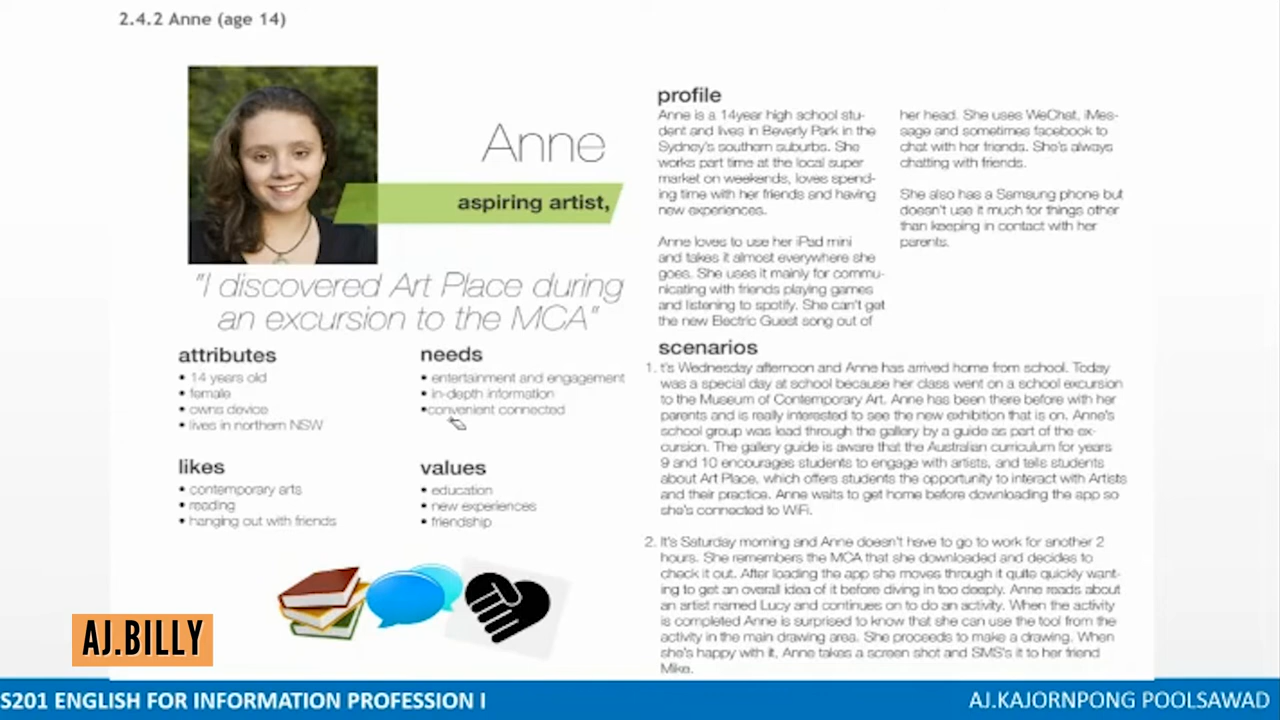 2.4.2 Anne (age 14)
Anne
aspiring artist,
"I discovered Art Place during
an excursion to the MCA"
attributes
• 14 years old
• female
• owns device
• lives in northern NSW
needs
• entertainment and engagement
• in-depth information
•convenient connected
likes
• contemporary arts
• reading
• hanging out with friends
values
• education
• new experiences
• friendship
profile
Anne is a 14year high school stu-
dent and lives in Beverly Park in the
Sydney's southern suburbs. She
works part time at the local super
market on weekends, loves spend-
ing time with her friends and having
new experiences.
Anne loves to use her iPad mini
and takes it almost everywhere she
goes. She uses it mainly for commu-
nicating with friends playing games
and listening to spotify. She can't get
the new Electric Guest song out of
her head. She uses WeChat, iMes-
sage and sometimes facebook to
chat with her friends. She's always
chatting with friends.
She also has a Samsung phone but
doesn't use it much for things other
than keeping in contact with her
parents.
scenarios
1. t's Wednesday afternoon and Anne has arrived home from school. Today
was a special day at school because her class went on a school excursion
to the Museum of Contemporary Art. Anne has been there before with her
parents and is really interested to see the new exhibition that is on. Anne's
school group was lead through the gallery by a guide as part of the ex-
cursion. The gallery guide is aware that the Australian curriculum for years
9 and 10 encourages students to engage with artists, and tells students
about Art Place, which offers students the opportunity to interact with Artists
and their practice. Anne waits to get home before downloading the app so
she's connected to WiFi.
2. It's Saturday morning and Anne doesn't have to go to work for another 2
hours. She remembers the MCA that she downloaded and decides to
check it out. After loading the app she moves through it quite quickly want-
ing to get an overall idea of it before diving in too deeply. Anne reads about
an artist named Lucy and continues on to do an activity. When the activity
is completed Anne is surprised to know that she can use the tool from the
activity in the main drawing area. She proceeds to make a drawing. When
she's happy with it, Anne takes a screen shot and SMS's it to her friend
Mike.
AJ.BILLY
S201 ENGLISH FOR INFORMATION PROFESSION I
AJ.KAJORNPONG POOLSAWAD